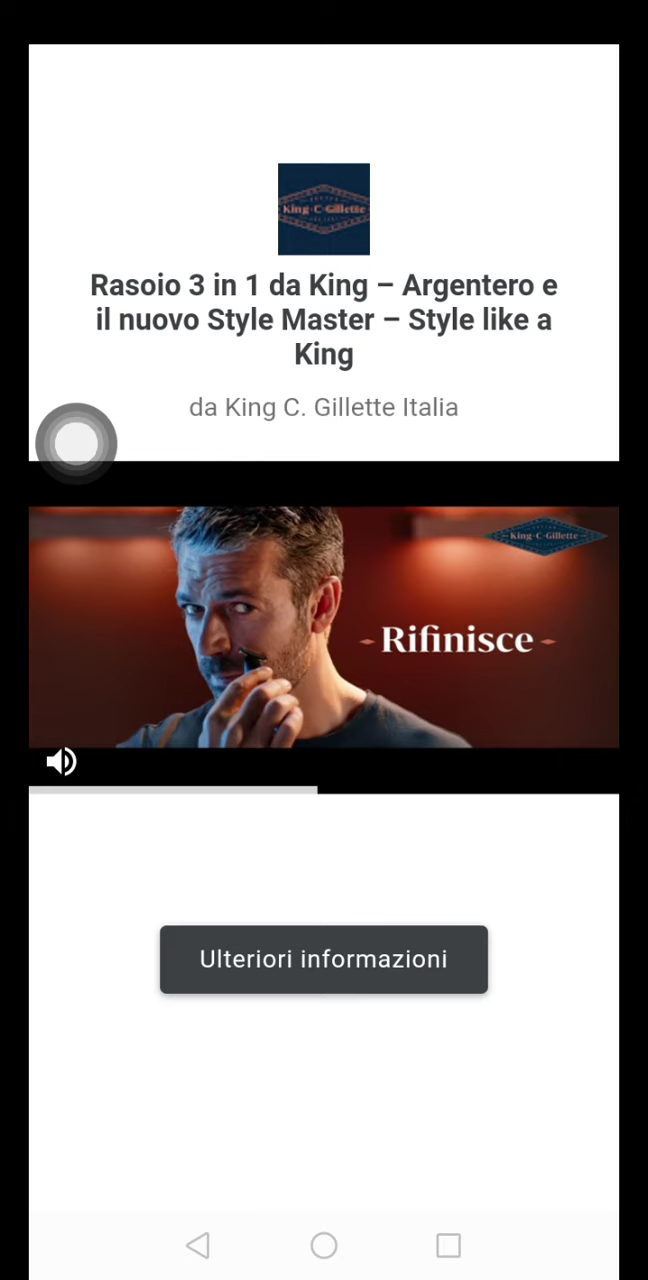 King·C·Gillette
Rasoio 3 in 1 da King – Argentero e
il nuovo Style Master – Style like a
King
da King C. Gillette Italia
King·C·Gillette
Rifinisce
Ulteriori informazioni